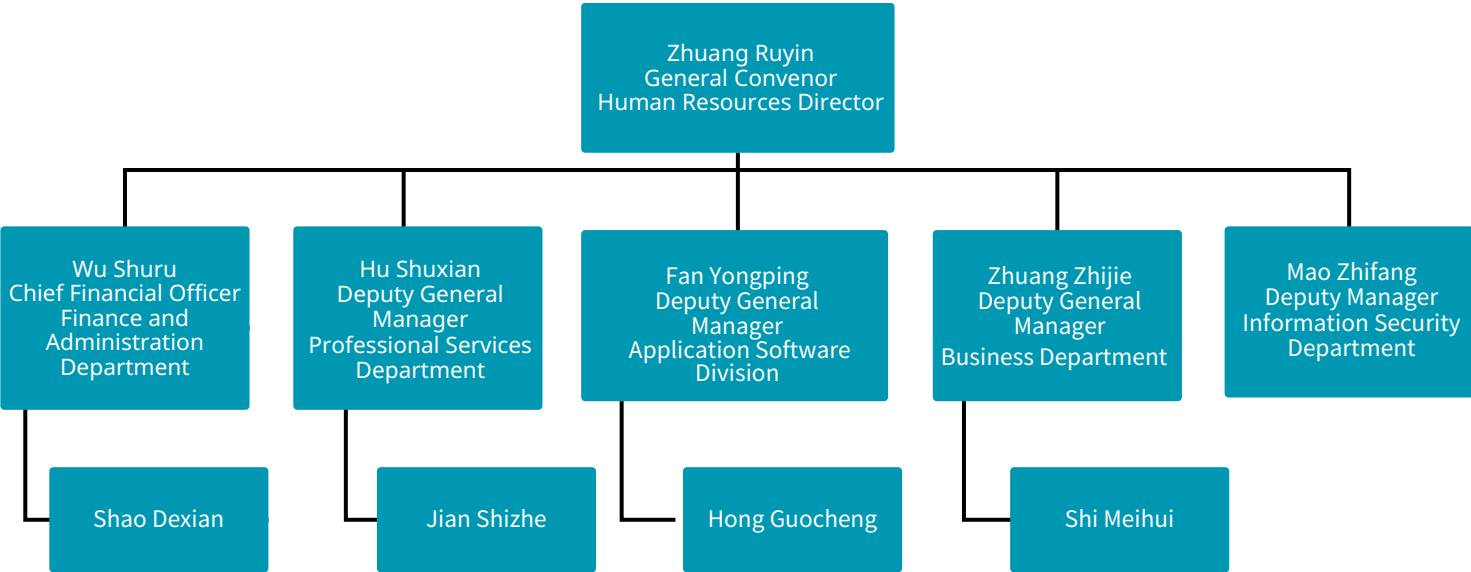 Zhuang Ruyin
General Convenor
Human Resources Director
Wu Shuru
Chief Financial Officer
Finance and
Administration
Department
Hu Shuxian
Deputy General
Manager
Professional Services
Department
Fan Yongping
Deputy General
Manager
Application Software
Division
Zhuang Zhijie
Deputy General
Manager
Business Department
Mao Zhifang
Deputy Manager
Information Security
Department
Shao Dexian
Jian Shizhe
Hong Guocheng
Shi Meihui